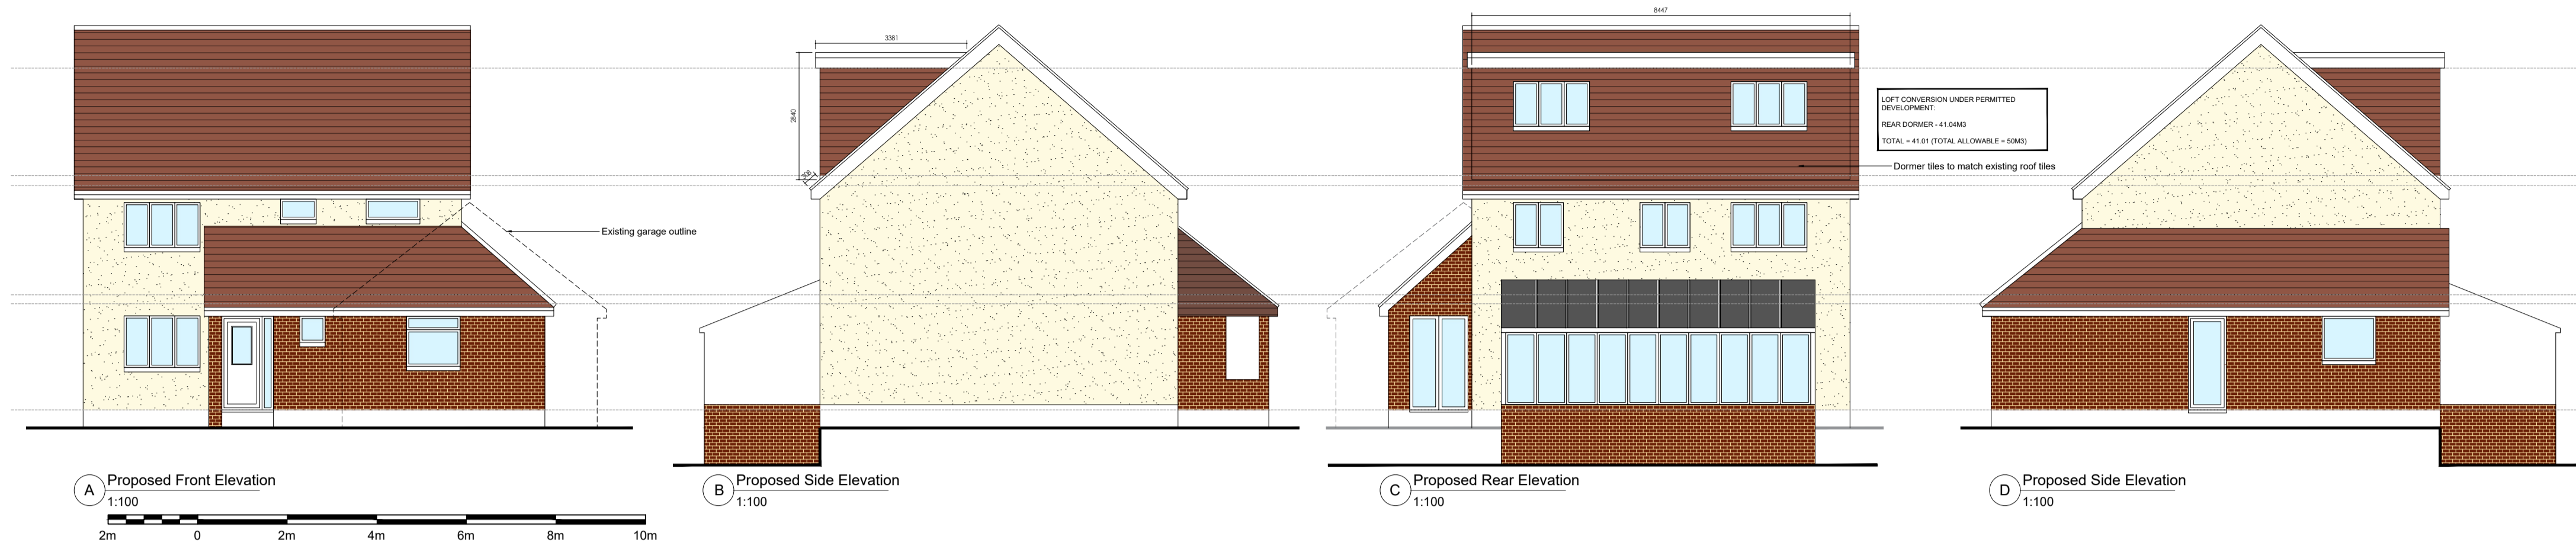 3381
2840
308
8447
LOFT CONVERSION UNDER PERMITTED
DEVELOPMENT:
REAR DORMER - 41.04M3
TOTAL = 41.01 (TOTAL ALLOWABLE = 50M3)
Dormer tiles to match existing roof tiles
Existing garage outline
A Proposed Front Elevation
1:100
B Proposed Side Elevation
1:100
C Proposed Rear Elevation
1:100
D Proposed Side Elevation
1:100
2m 0 2m 4m 6m 8m 10m